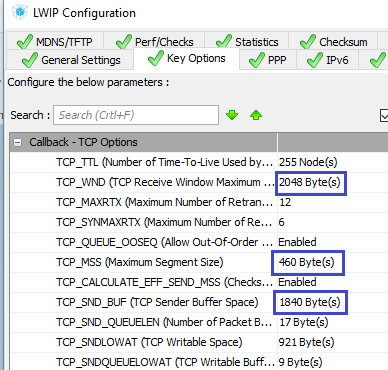 LWIP Configuration
MDNS/TFTP Perf/Checks Statistics Checksum
General Settings Key Options PPP IPv6
Configure the below parameters :
Search : Search (Crtl+F)
Callback - TCP Options
TCP_TTL (Number of Time-To-Live Used by... 255 Node(s)
TCP_WND (TCP Receive Window Maximum ... 2048 Byte(s)
TCP_MAXRTX (Maximum Number of Retran... 12
TCP_SYNMAXRTX (Maximum Number of Re... 6
TCP_QUEUE_OOSEQ (Allow Out-Of-Order ... Enabled
TCP_MSS (Maximum Segment Size) 460 Byte(s)
TCP_CALCULATE_EFF_SEND_MSS (Checks... Enabled
TCP_SND_BUF (TCP Sender Buffer Space) 1840 Byte(s)
TCP_SND_QUEUELEN (Number of Packet B... 17 Byte(s)
TCP_SNDLOWAT (TCP Writable Space) 921 Byte(s)
TCP_SNDQUEUELOWAT (TCP Writable Buff... 9 Byte(s)